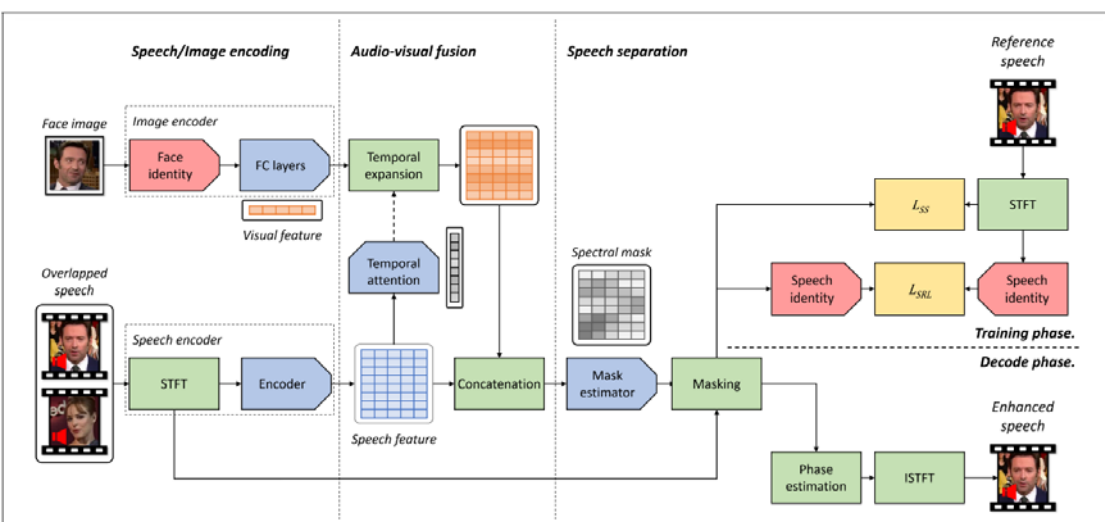 Speech/Image encoding
Audio-visual fusion
Speech separation
Reference
speech
Face image
Image encoder
Face
identity
FC layers
Temporal
expansion
Visual feature
L_SS
STFT
Temporal
attention
Spectral mask
Overlapped
speech
Speech
identity
L_SRL
Speech
identity
Training phase.
Decode phase.
Speech encoder
STFT
Encoder
Concatenation
Mask
estimator
Masking
Speech feature
Enhanced
speech
Phase
estimation
ISTFT